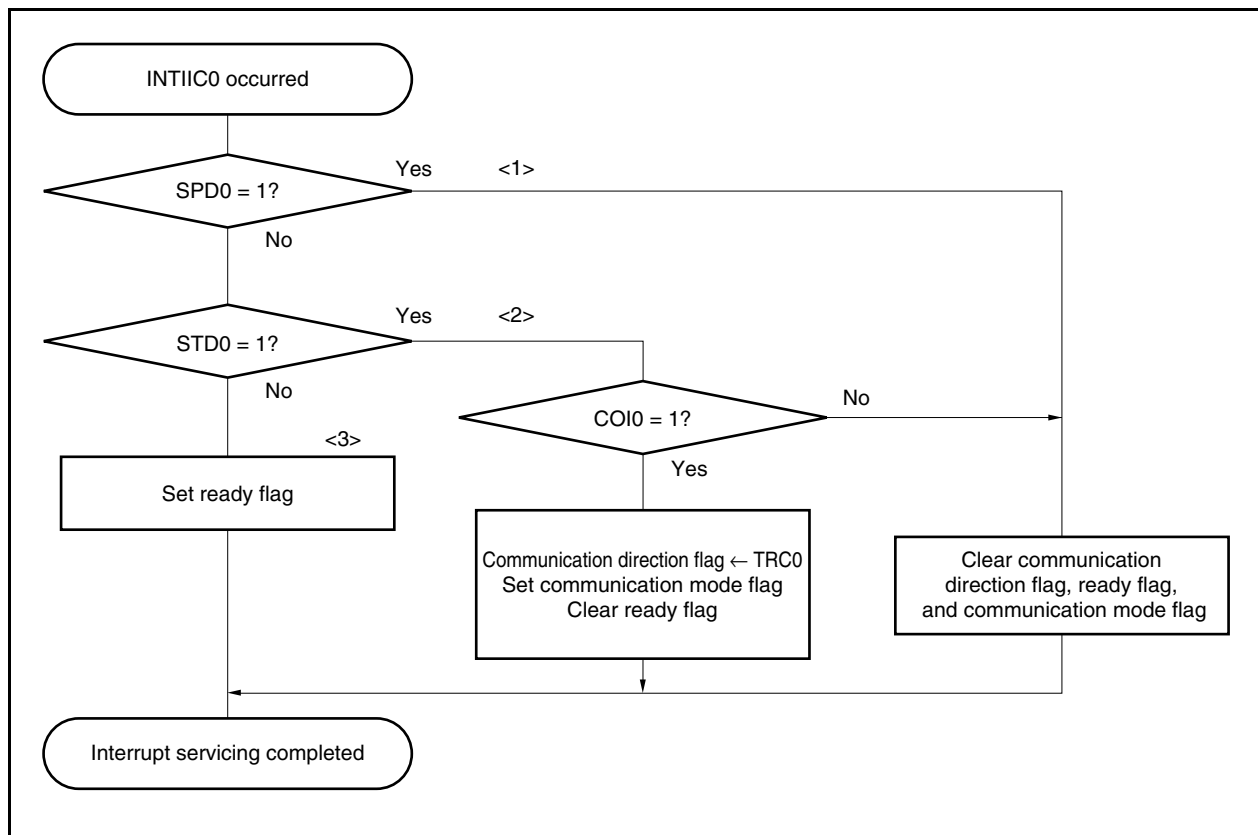 INTIIC0 occurred
Yes
<1>
SPD0 = 1?
No
Yes
<2>
STD0 = 1?
No
COI0 = 1?
No
Yes
<3>
Set ready flag
Communication direction flag ← TRC0
Set communication mode flag
Clear ready flag
Clear communication
direction flag, ready flag,
and communication mode flag
Interrupt servicing completed